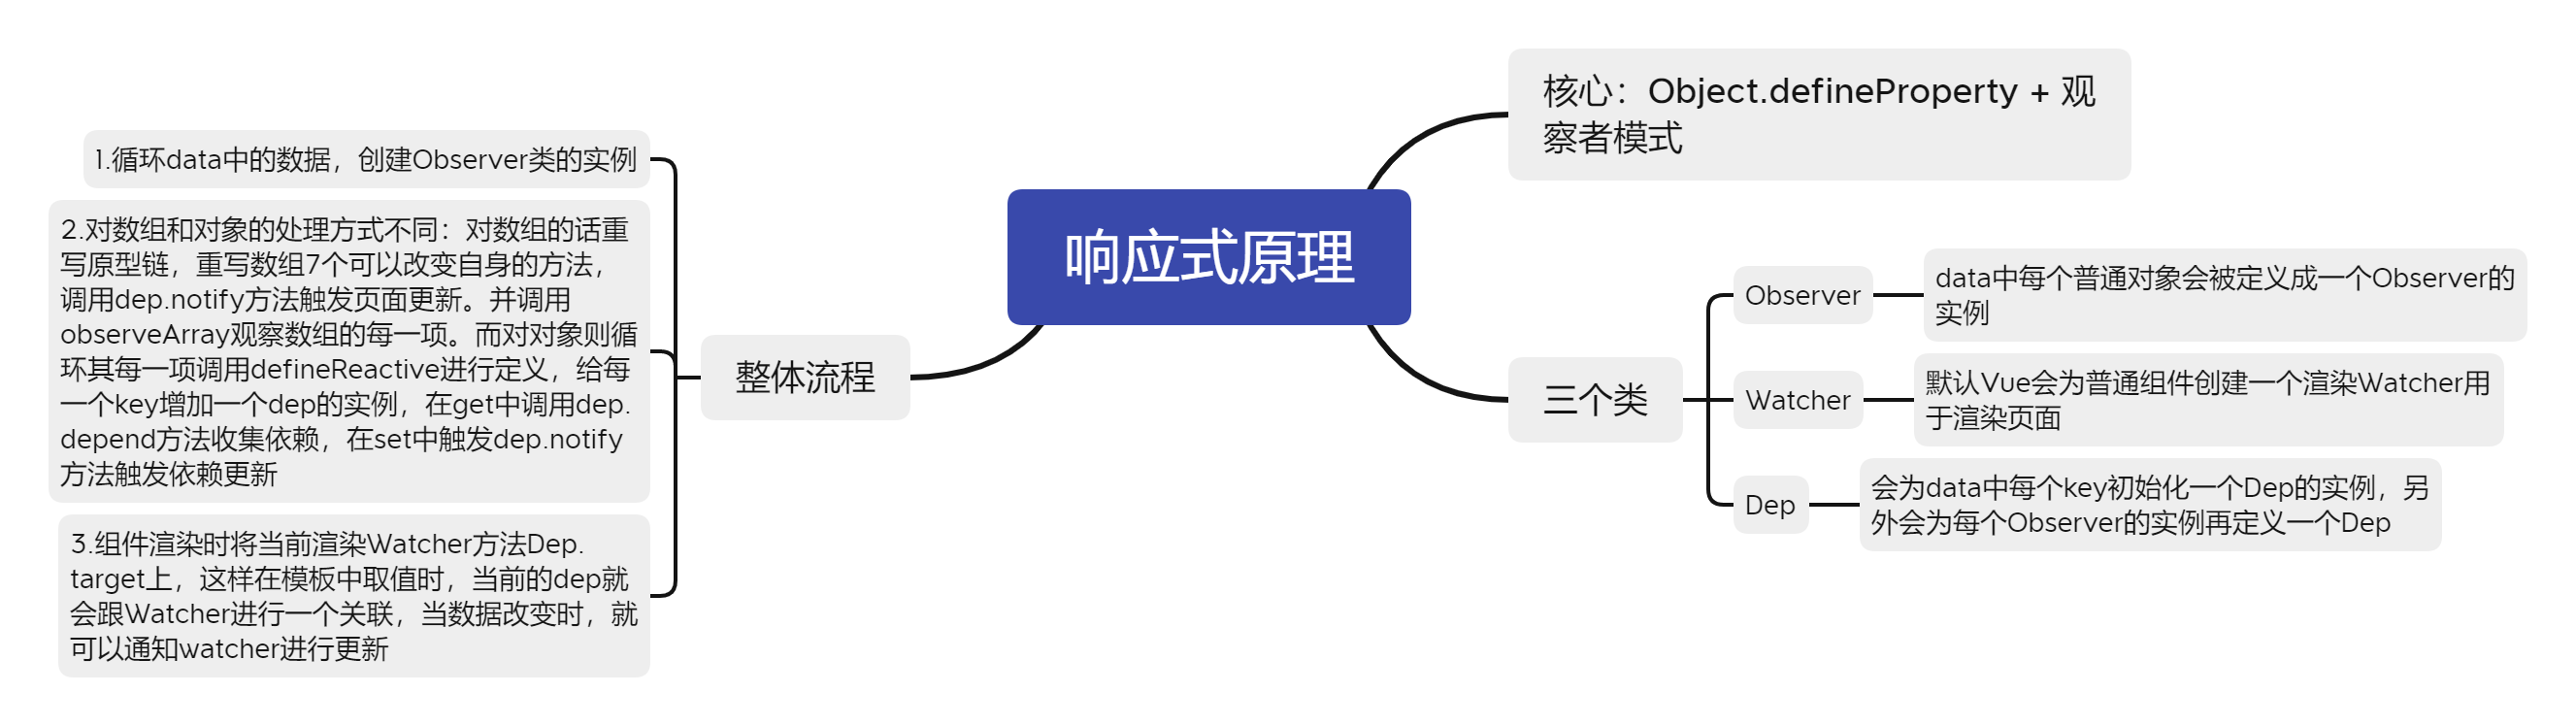 响应式原理
核心：Object.defineProperty + 观
察者模式
三个类
Observer
data中每个普通对象会被定义成一个Observer的
实例
Watcher
默认Vue会为普通组件创建一个渲染Watcher用
于渲染页面
Dep
会为data中每个key初始化一个Dep的实例，另
外会为每个Observer的实例再定义一个Dep
整体流程
1.循环data中的数据，创建Observer类的实例
2.对数组和对象的处理方式不同：对数组的话重
写原型链，重写数组7个可以改变自身的方法，
调用dep.notify方法触发页面更新。并调用
observeArray观察数组的每一项。而对对象则循
环其每一项调用defineReactive进行定义，给每
一个key增加一个dep的实例，在get中调用dep.
depend方法收集依赖，在set中触发dep.notify
方法触发依赖更新
3.组件渲染时将当前渲染Watcher方法Dep.
target上，这样在模板中取值时，当前的dep就
会跟Watcher进行一个关联，当数据改变时，就
可以通知watcher进行更新